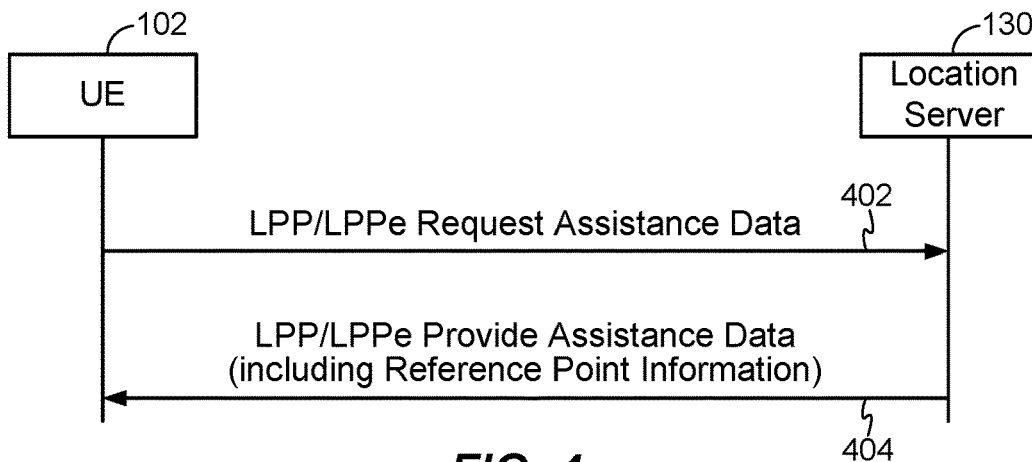 102
130
UE
Location
Server
402
LPP/LPPe Request Assistance Data
LPP/LPPe Provide Assistance Data
(including Reference Point Information)
404